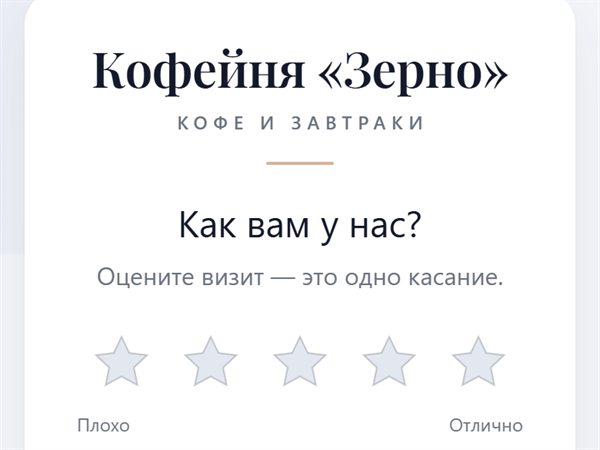 Кофейня «Зерно»
КОФЕ И ЗАВТРАКИ
Как вам у нас?
Оцените визит — это одно касание.
Плохо Отлично